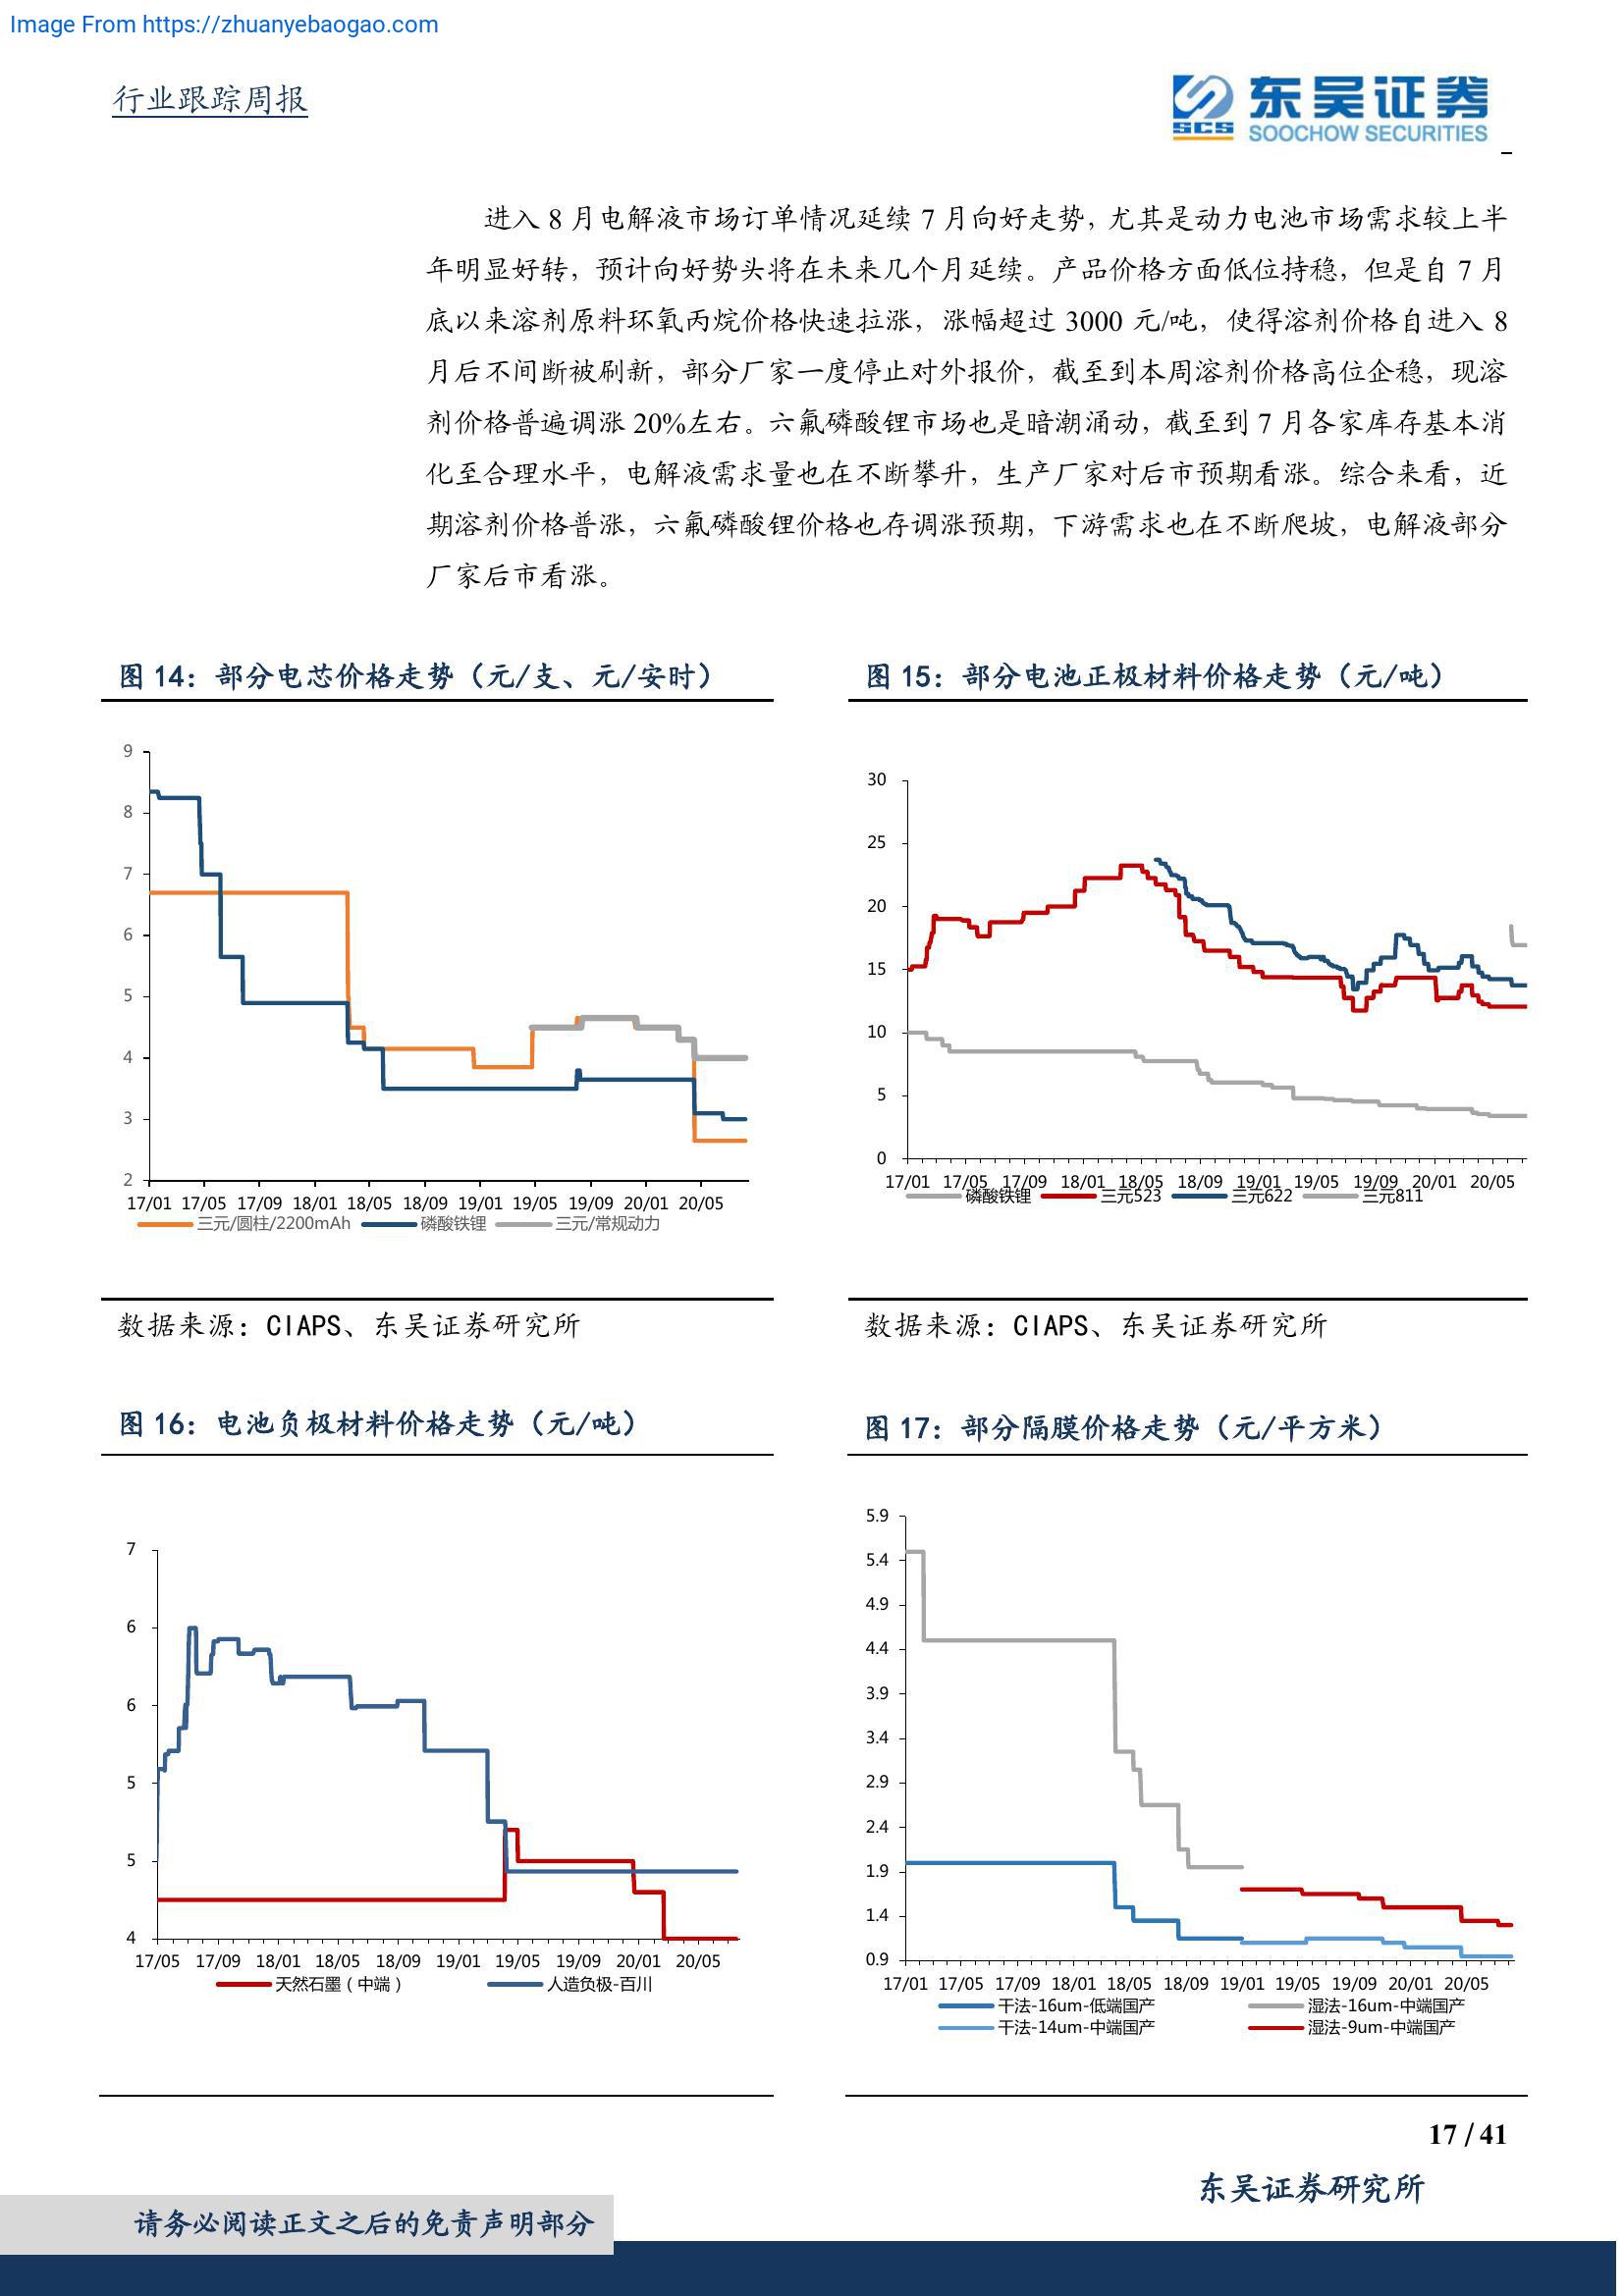 Image From https://zhuanyebaogao.com
行业跟踪周报
SCS
东吴证券
SOOCHOW SECURITIES
进入 8 月电解液市场订单情况延续 7 月向好走势，尤其是动力电池市场需求较上半
年明显好转，预计向好势头将在未来几个月延续。产品价格方面低位持稳，但是自 7 月
底以来溶剂原料环氧丙烷价格快速拉涨，涨幅超过 3000 元/吨，使得溶剂价格自进入 8
月后不间断被刷新，部分厂家一度停止对外报价，截至到本周溶剂价格高位企稳，现溶
剂价格普遍调涨 20%左右。六氟磷酸锂市场也是暗潮涌动，截至到 7 月各家库存基本消
化至合理水平，电解液需求量也在不断攀升，生产厂家对后市预期看涨。综合来看，近
期溶剂价格普涨，六氟磷酸锂价格也存调涨预期，下游需求也在不断爬坡，电解液部分
厂家后市看涨。
图 14：部分电芯价格走势（元/支、元/安时）
9
8
7
6
5
4
3
2
17/01 17/05 17/09 18/01 18/05 18/09 19/01 19/05 19/09 20/01 20/05
三元/圆柱/2200mAh 磷酸铁锂 三元/常规动力
数据来源：CIAPS、东吴证券研究所
图 15：部分电池正极材料价格走势（元/吨）
30
25
20
15
10
5
0
17/01 17/05 17/09 18/01 18/05 18/09 19/01 19/05 19/09 20/01 20/05
磷酸铁锂 三元523 三元622 三元811
数据来源：CIAPS、东吴证券研究所
图 16：电池负极材料价格走势（元/吨）
7
6
6
5
5
4
17/05 17/09 18/01 18/05 18/09 19/01 19/05 19/09 20/01 20/05
天然石墨（中端） 人造负极-百川
图 17：部分隔膜价格走势（元/平方米）
5.9
5.4
4.9
4.4
3.9
3.4
2.9
2.4
1.9
1.4
0.9
17/01 17/05 17/09 18/01 18/05 18/09 19/01 19/05 19/09 20/01 20/05
干法-16um-低端国产 湿法-16um-中端国产
干法-14um-中端国产 湿法-9um-中端国产
17 / 41
东吴证券研究所
请务必阅读正文之后的免责声明部分